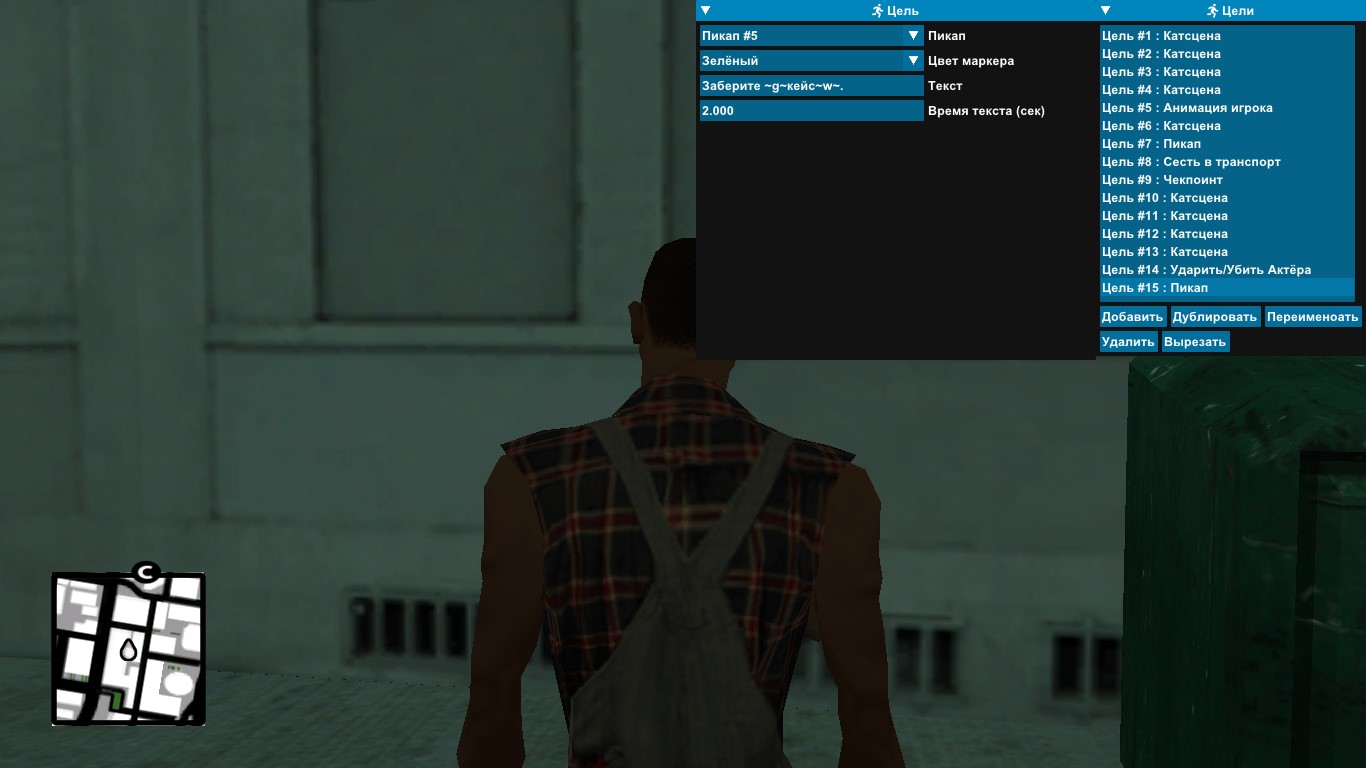 Цель
Пикап #5
Пикап
Зелёный
Цвет маркера
Заберите ~g~кейс~w~.
Текст
2.000
Время текста (сек)
Цели
Цель #1 : Катсцена
Цель #2 : Катсцена
Цель #3 : Катсцена
Цель #4 : Катсцена
Цель #5 : Анимация игрока
Цель #6 : Катсцена
Цель #7 : Пикап
Цель #8 : Сесть в транспорт
Цель #9 : Чекпоинт
Цель #10 : Катсцена
Цель #11 : Катсцена
Цель #12 : Катсцена
Цель #13 : Катсцена
Цель #14 : Ударить/Убить Актёра
Цель #15 : Пикап
Добавить Дублировать Переименоать
Удалить Вырезать
С